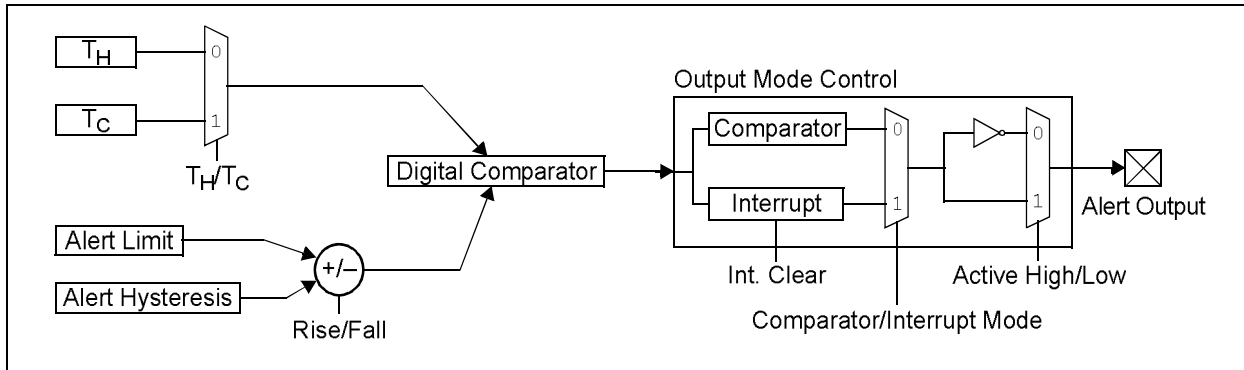 T_H
0
T_C
1
T_H/T_C
Alert Limit
Alert Hysteresis
+/–
Rise/Fall
Digital Comparator
Output Mode Control
Comparator
0
Interrupt
1
0
1
Int. Clear
Active High/Low
Comparator/Interrupt Mode
Alert Output